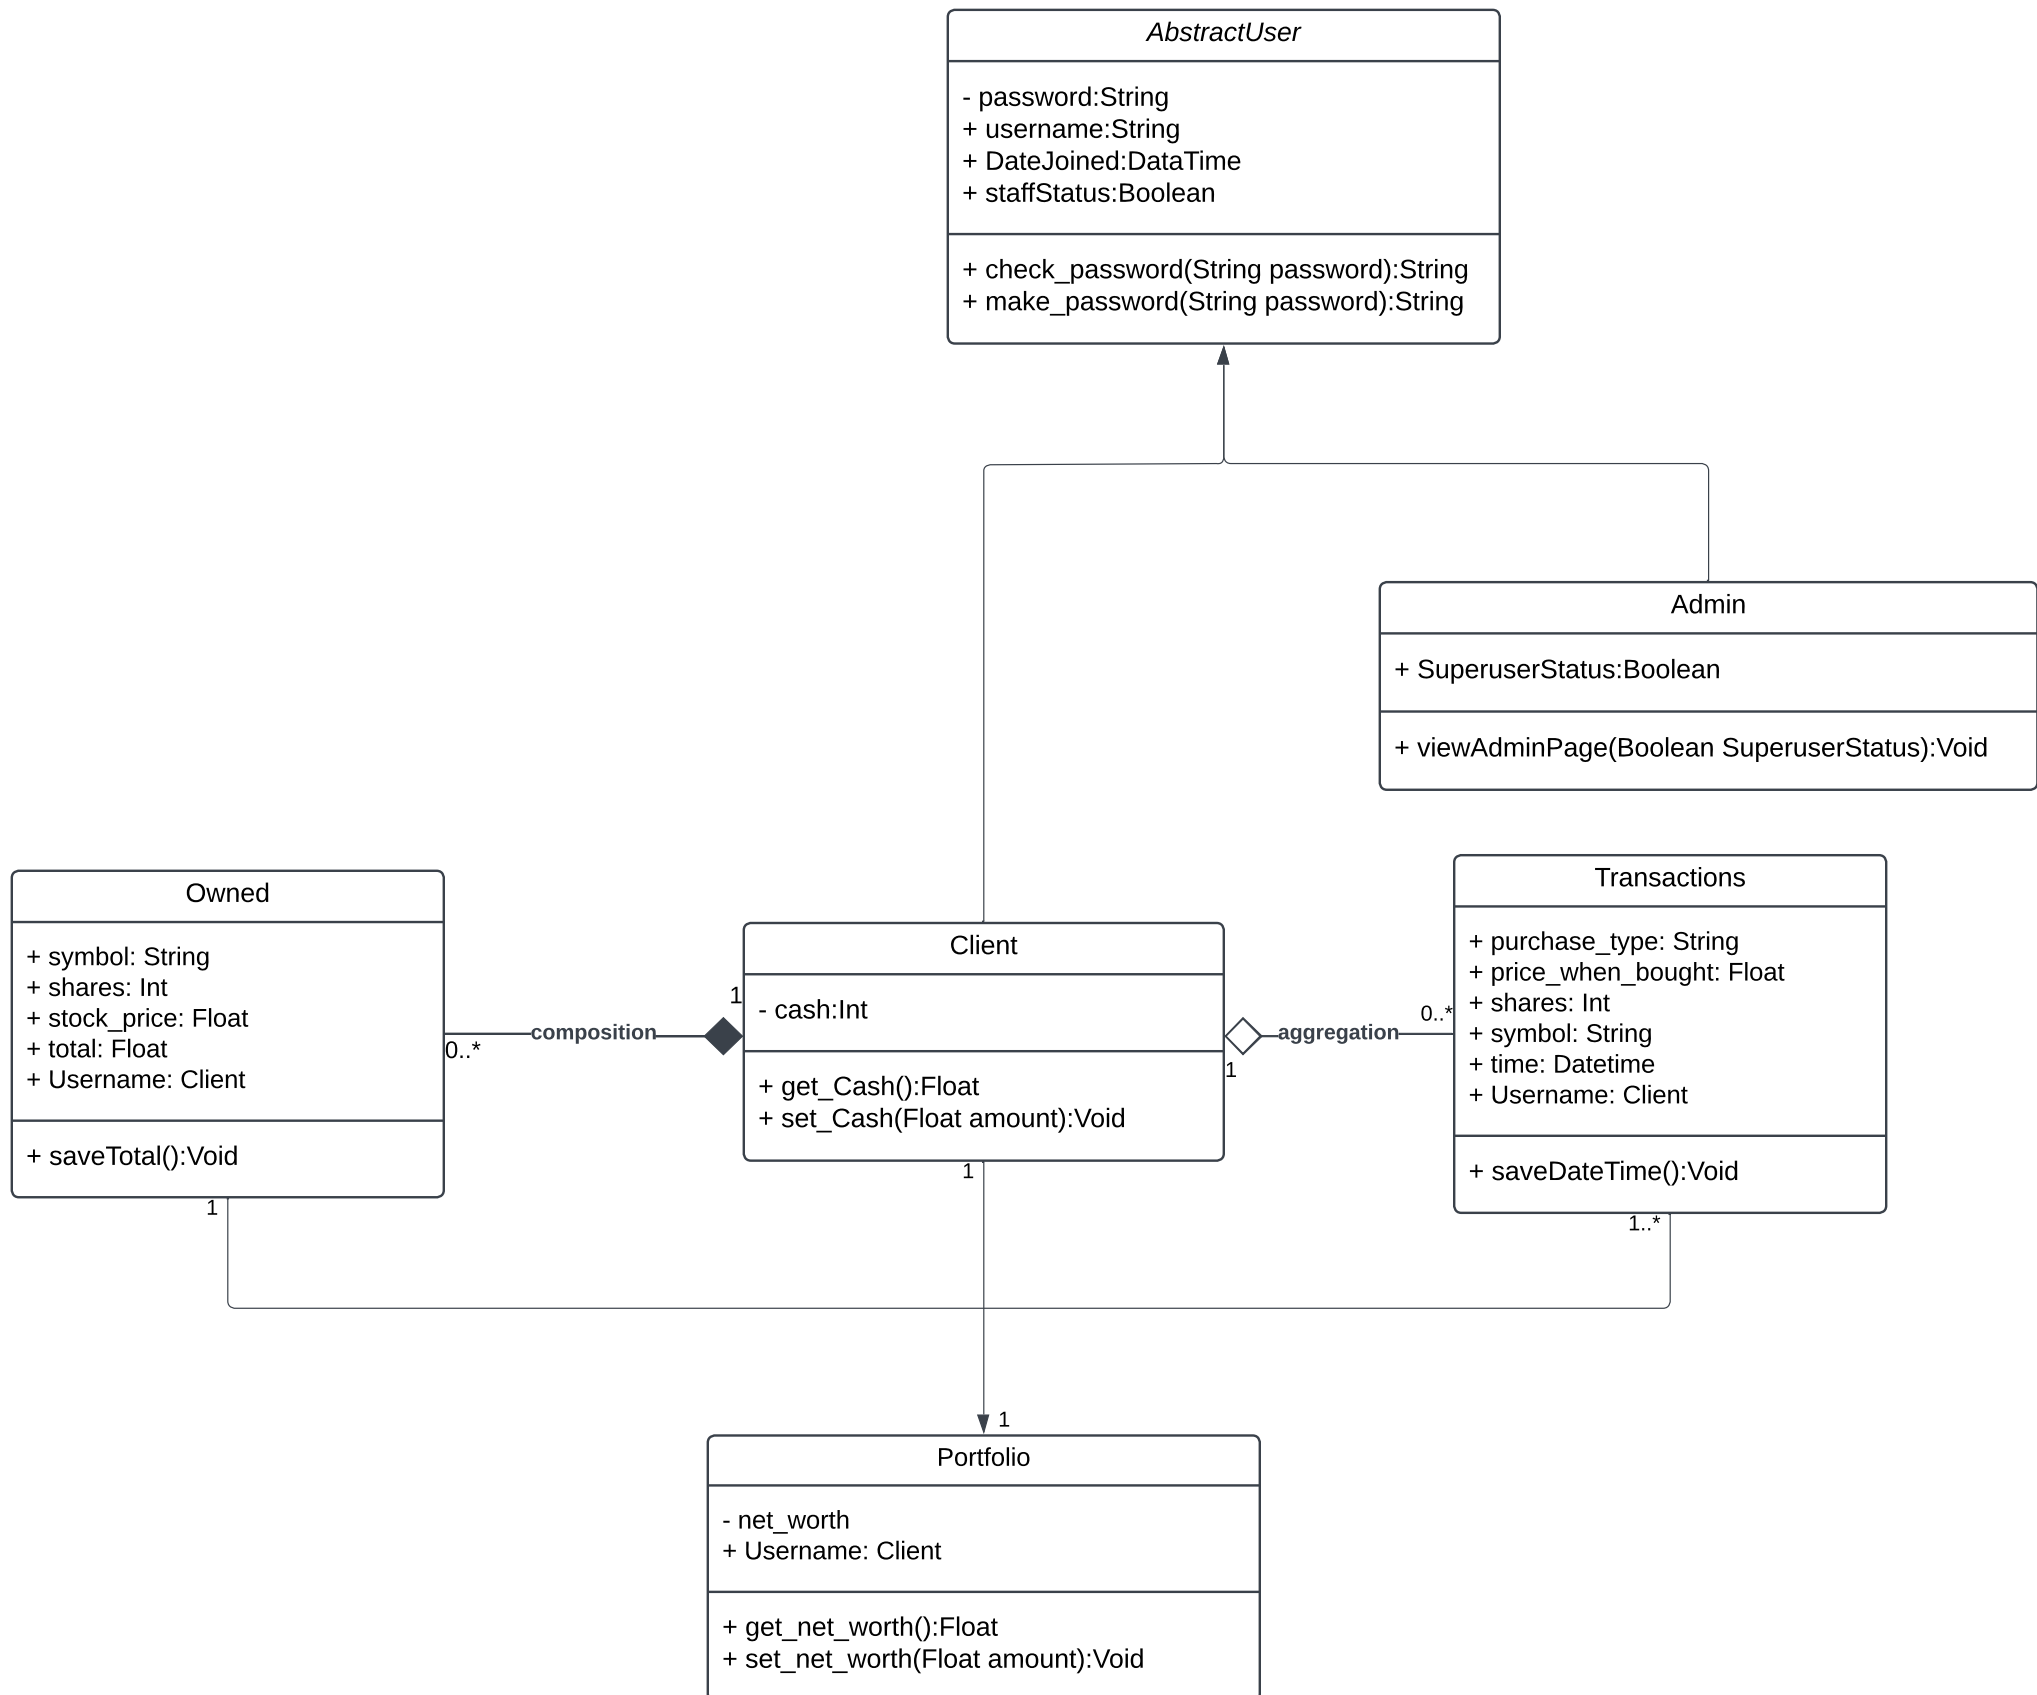 AbstractUser
- password:String
+ username:String
+ DateJoined:DataTime
+ staffStatus:Boolean
+ check_password(String password):String
+ make_password(String password):String
Admin
+ SuperuserStatus:Boolean
+ viewAdminPage(Boolean SuperuserStatus):Void
Owned
+ symbol: String
+ shares: Int
+ stock_price: Float
+ total: Float
+ Username: Client
+ saveTotal():Void
1
0..*
composition
1
Client
- cash:Int
+ get_Cash():Float
+ set_Cash(Float amount):Void
1
1
aggregation
0..*
Transactions
+ purchase_type: String
+ price_when_bought: Float
+ shares: Int
+ symbol: String
+ time: Datetime
+ Username: Client
+ saveDateTime():Void
1..*
1
Portfolio
- net_worth
+ Username: Client
+ get_net_worth():Float
+ set_net_worth(Float amount):Void